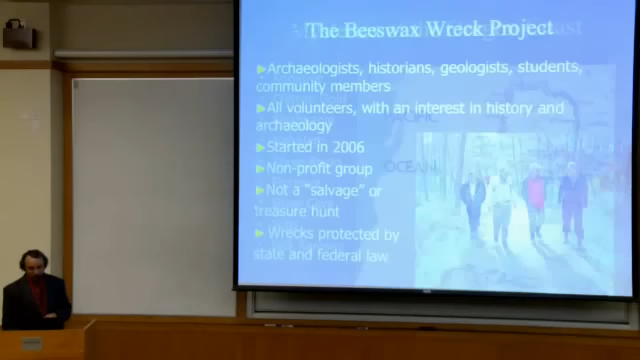 The Beeswax Wreck Project
▶Archaeologists, historians, geologists, students,
community members
▶All volunteers, with an interest in history and
archaeology
▶Started in 2006
▶Non-profit group
OCEAN
▶Not a "salvage" or
treasure hunt
▶Wrecks protected by
state and federal law